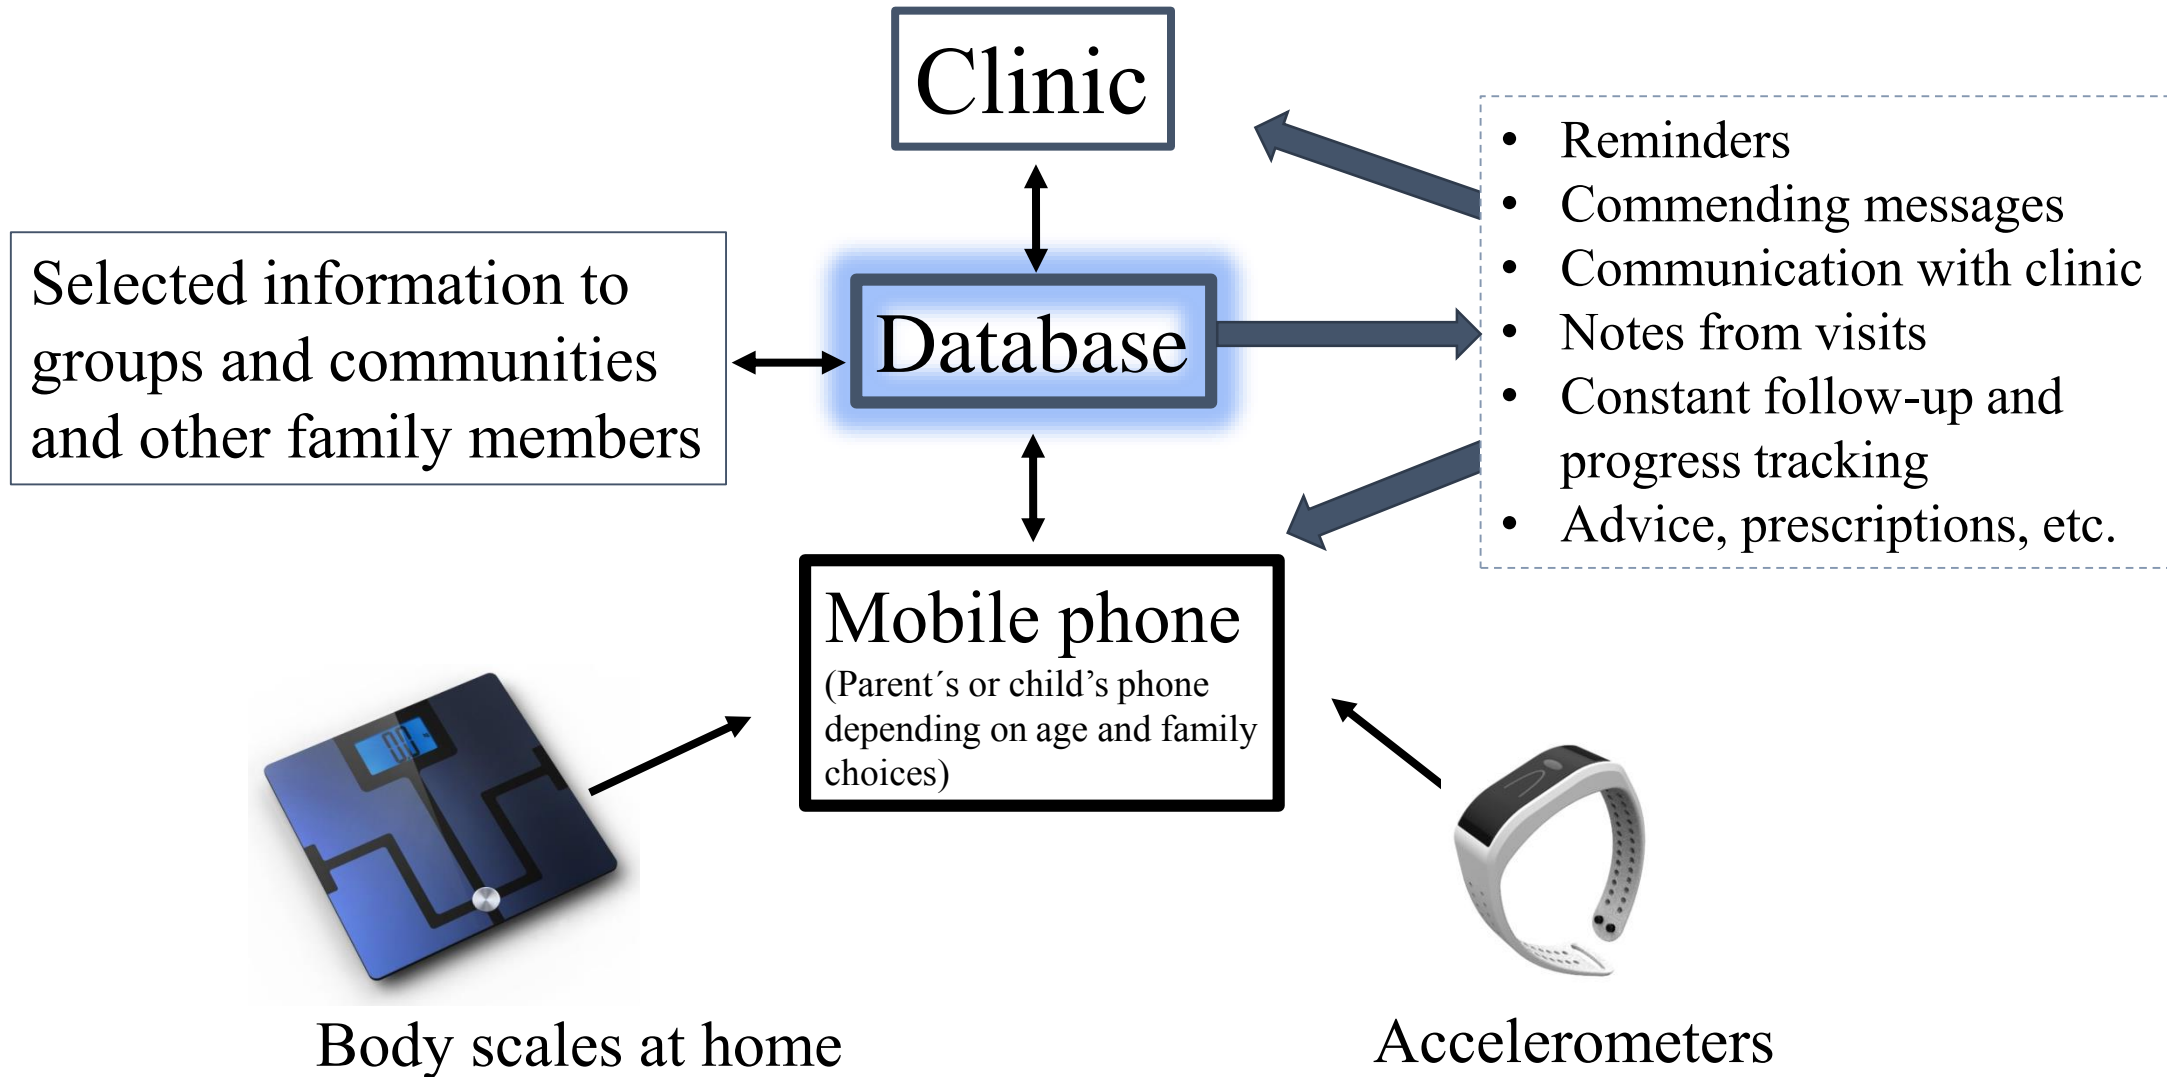 Clinic
Selected information to
groups and communities
and other family members
Database
• Reminders
• Commending messages
• Communication with clinic
• Notes from visits
• Constant follow-up and
progress tracking
• Advice, prescriptions, etc.
Mobile phone
(Parent´s or child’s phone
depending on age and family
choices)
0.0
Body scales at home
Accelerometers